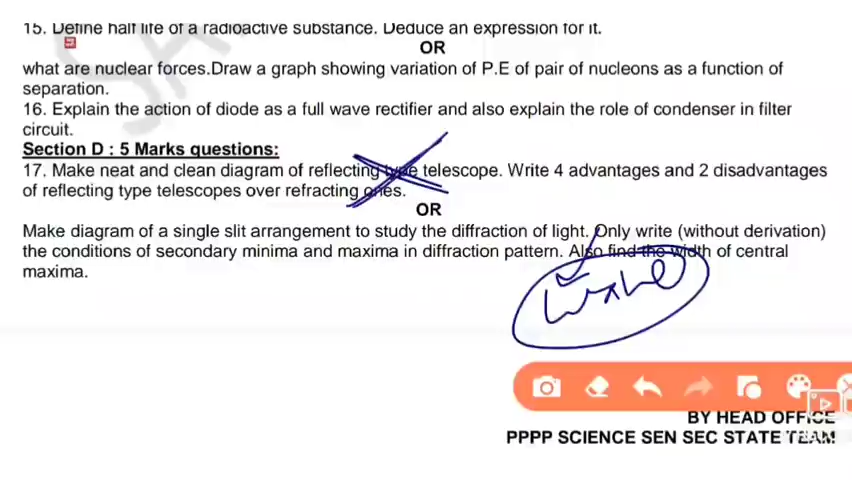 15. Define half life of a radioactive substance. Deduce an expression for it.
OR
what are nuclear forces.Draw a graph showing variation of P.E of pair of nucleons as a function of
separation.
16. Explain the action of diode as a full wave rectifier and also explain the role of condenser in filter
circuit.
Section D : 5 Marks questions:
17. Make neat and clean diagram of reflecting type telescope. Write 4 advantages and 2 disadvantages
of reflecting type telescopes over refracting ones.
OR
Make diagram of a single slit arrangement to study the diffraction of light. Only write (without derivation)
the conditions of secondary minima and maxima in diffraction pattern. Also find the width of central
maxima.
BY HEAD OFFICE
PPPP SCIENCE SEN SEC STATE TEAM